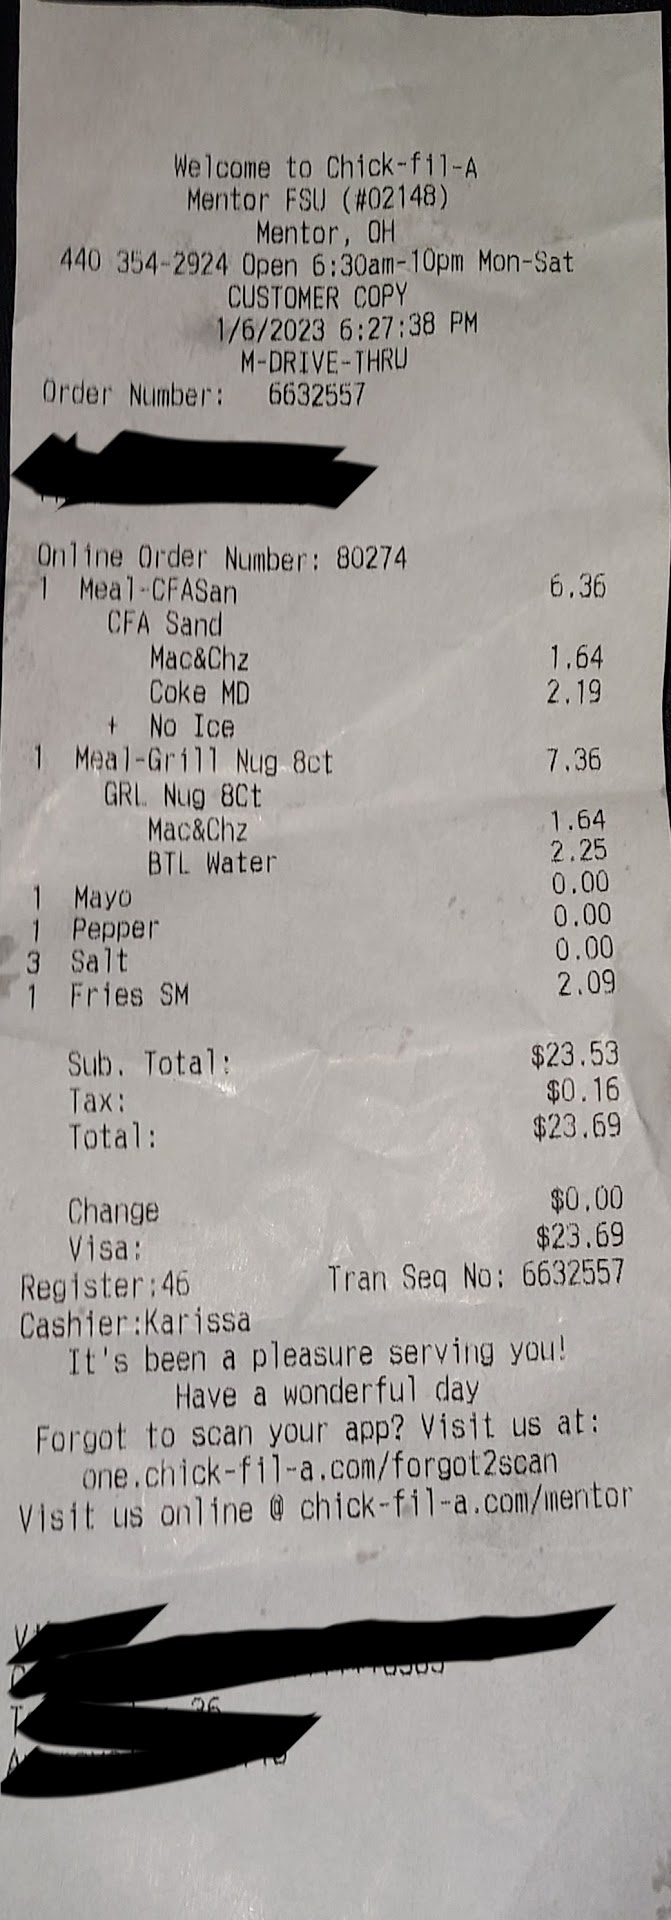 Welcome to Chick-fil-A
Mentor FSU (#02148)
Mentor, OH
440 354-2924 Open 6:30am-10pm Mon-Sat
CUSTOMER COPY
1/6/2023 6:27:38 PM
M-DRIVE-THRU
Order Number: 6632557
Online Order Number: 80274
1 Meal-CFASan 6.36
CFA Sand
Mac&Chz 1.64
Coke MD 2.19
+ No Ice
1 Meal-Grill Nug 8ct 7.36
GRL Nug 8Ct
Mac&Chz 1.64
BTL Water 2.25
1 Mayo 0.00
1 Pepper 0.00
3 Salt 0.00
1 Fries SM 2.09
Sub. Total: $23.53
Tax: $0.16
Total: $23.69
Change $0.00
Visa: $23.69
Register:46 Tran Seq No: 6632557
Cashier:Karissa
It's been a pleasure serving you!
Have a wonderful day
Forgot to scan your app? Visit us at:
one.chick-fil-a.com/forgot2scan
Visit us online @ chick-fil-a.com/mentor